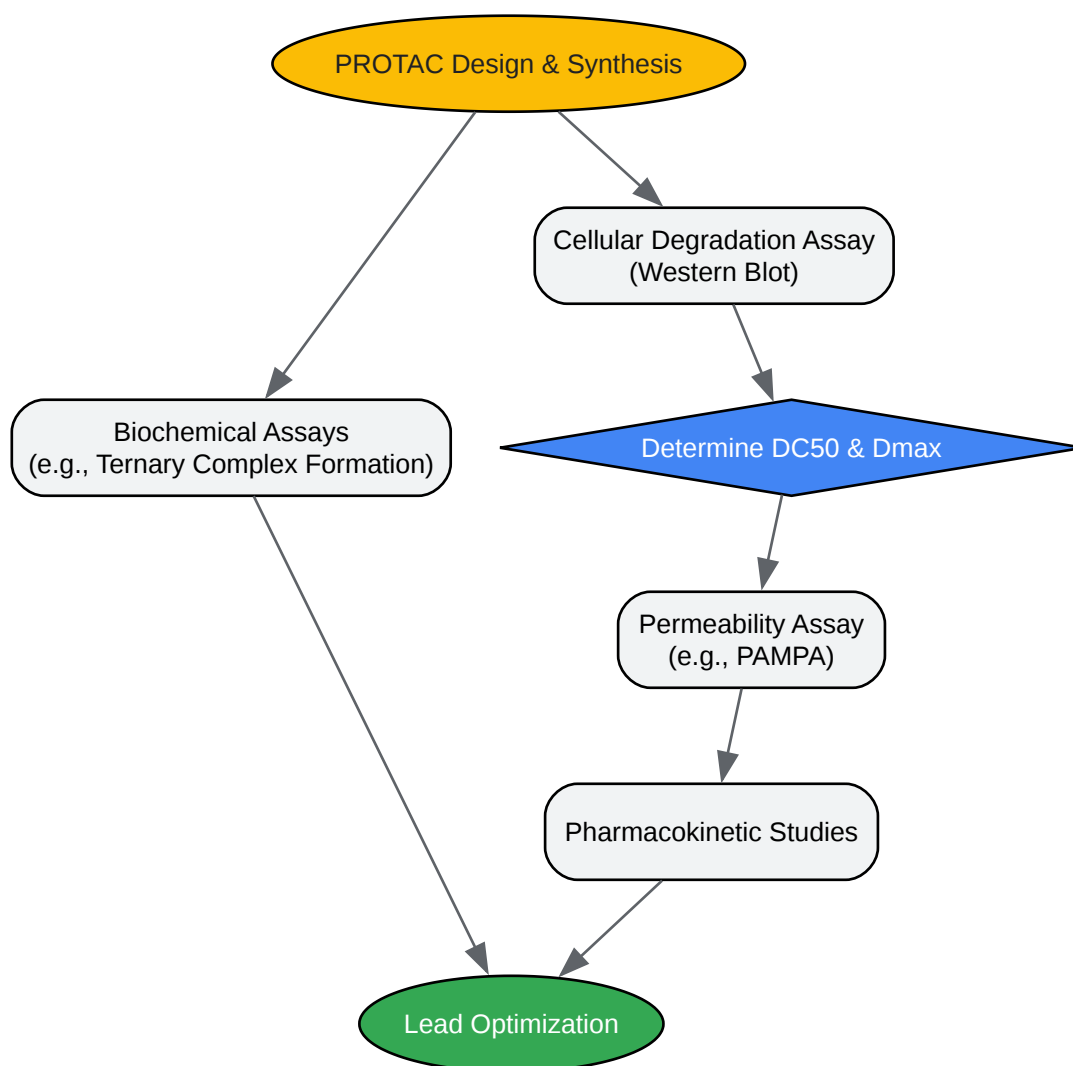 PROTAC Design & Synthesis
Cellular Degradation Assay
(Western Blot)
Biochemical Assays
(e.g., Ternary Complex Formation)
Determine DC50 & Dmax
Permeability Assay
(e.g., PAMPA)
Pharmacokinetic Studies
Lead Optimization